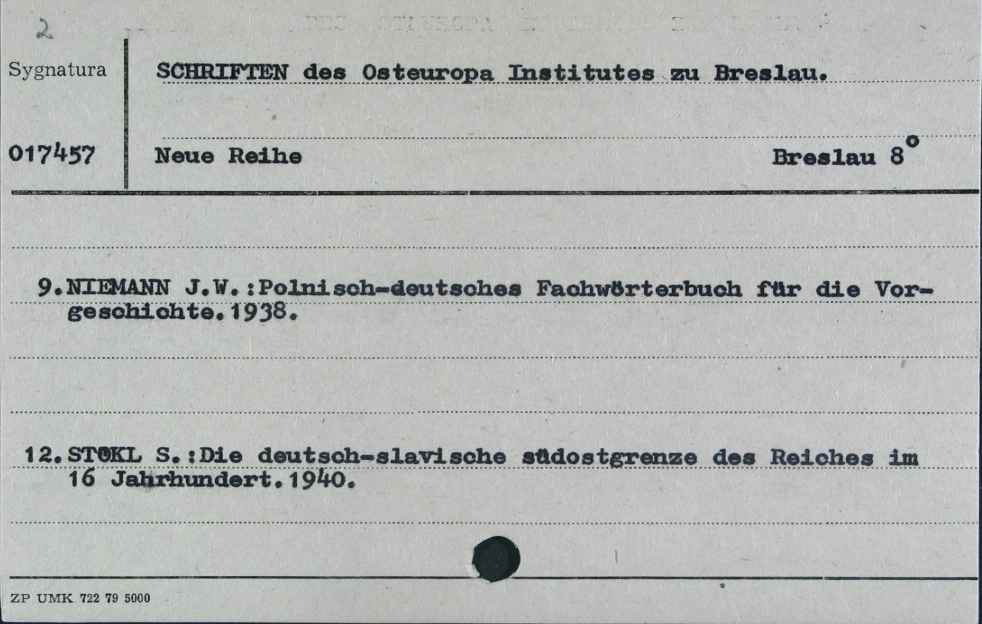 2
Sygnatura
SCHRIFTEN des Osteuropa Institutes zu Breslau.
017457
Neue Reihe
Breslau 8°
9.NIEMANN J.W.:Polnisch-deutsches Fachwörterbuch für die Vor-
geschichte.1938.
12.STÖKL S.:Die deutsch-slavische südostgrenze des Reiches im
16 Jahrhundert.1940.
ZP UMK 722 79 5000